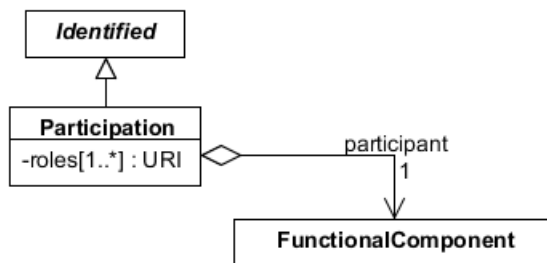 Identified
Participation
-roles[1..*] : URI
participant
1
FunctionalComponent